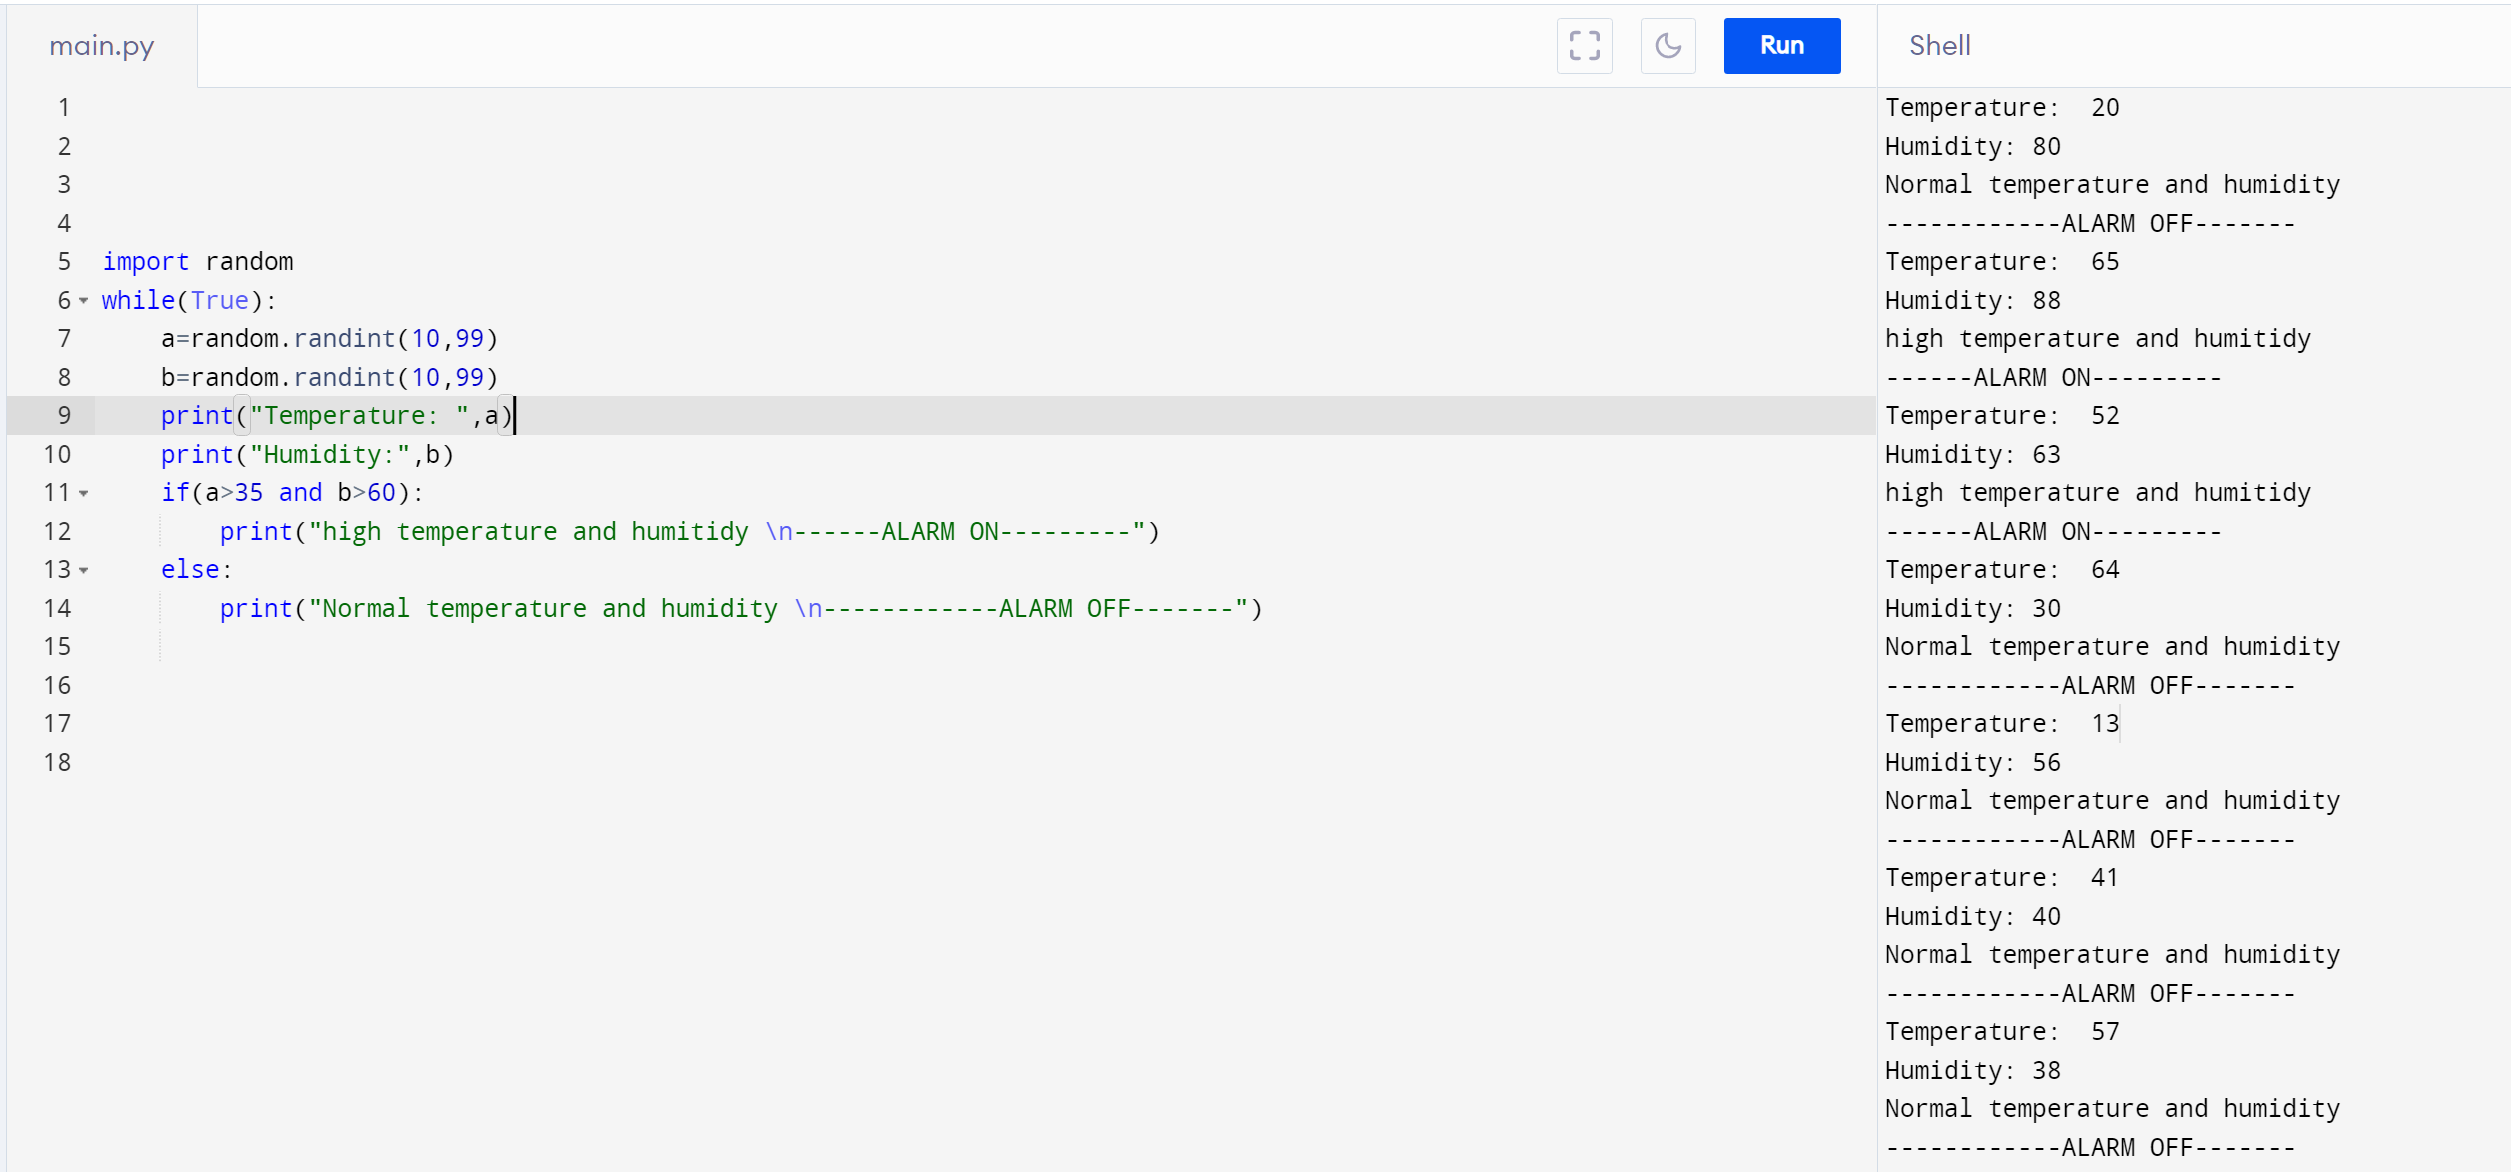 main.py
Run
Shell
1
2
3
4
5 import random
6 while(True):
7     a=random.randint(10,99)
8     b=random.randint(10,99)
9     print("Temperature: ",a)
10     print("Humidity:",b)
11     if(a>35 and b>60):
12         print("high temperature and humitidy \n------ALARM ON---------")
13     else:
14         print("Normal temperature and humidity \n------------ALARM OFF-------")
15
16
17
18
Temperature:  20
Humidity: 80
Normal temperature and humidity
------------ALARM OFF-------
Temperature:  65
Humidity: 88
high temperature and humitidy
------ALARM ON---------
Temperature:  52
Humidity: 63
high temperature and humitidy
------ALARM ON---------
Temperature:  64
Humidity: 30
Normal temperature and humidity
------------ALARM OFF-------
Temperature:  13
Humidity: 56
Normal temperature and humidity
------------ALARM OFF-------
Temperature:  41
Humidity: 40
Normal temperature and humidity
------------ALARM OFF-------
Temperature:  57
Humidity: 38
Normal temperature and humidity
------------ALARM OFF-------